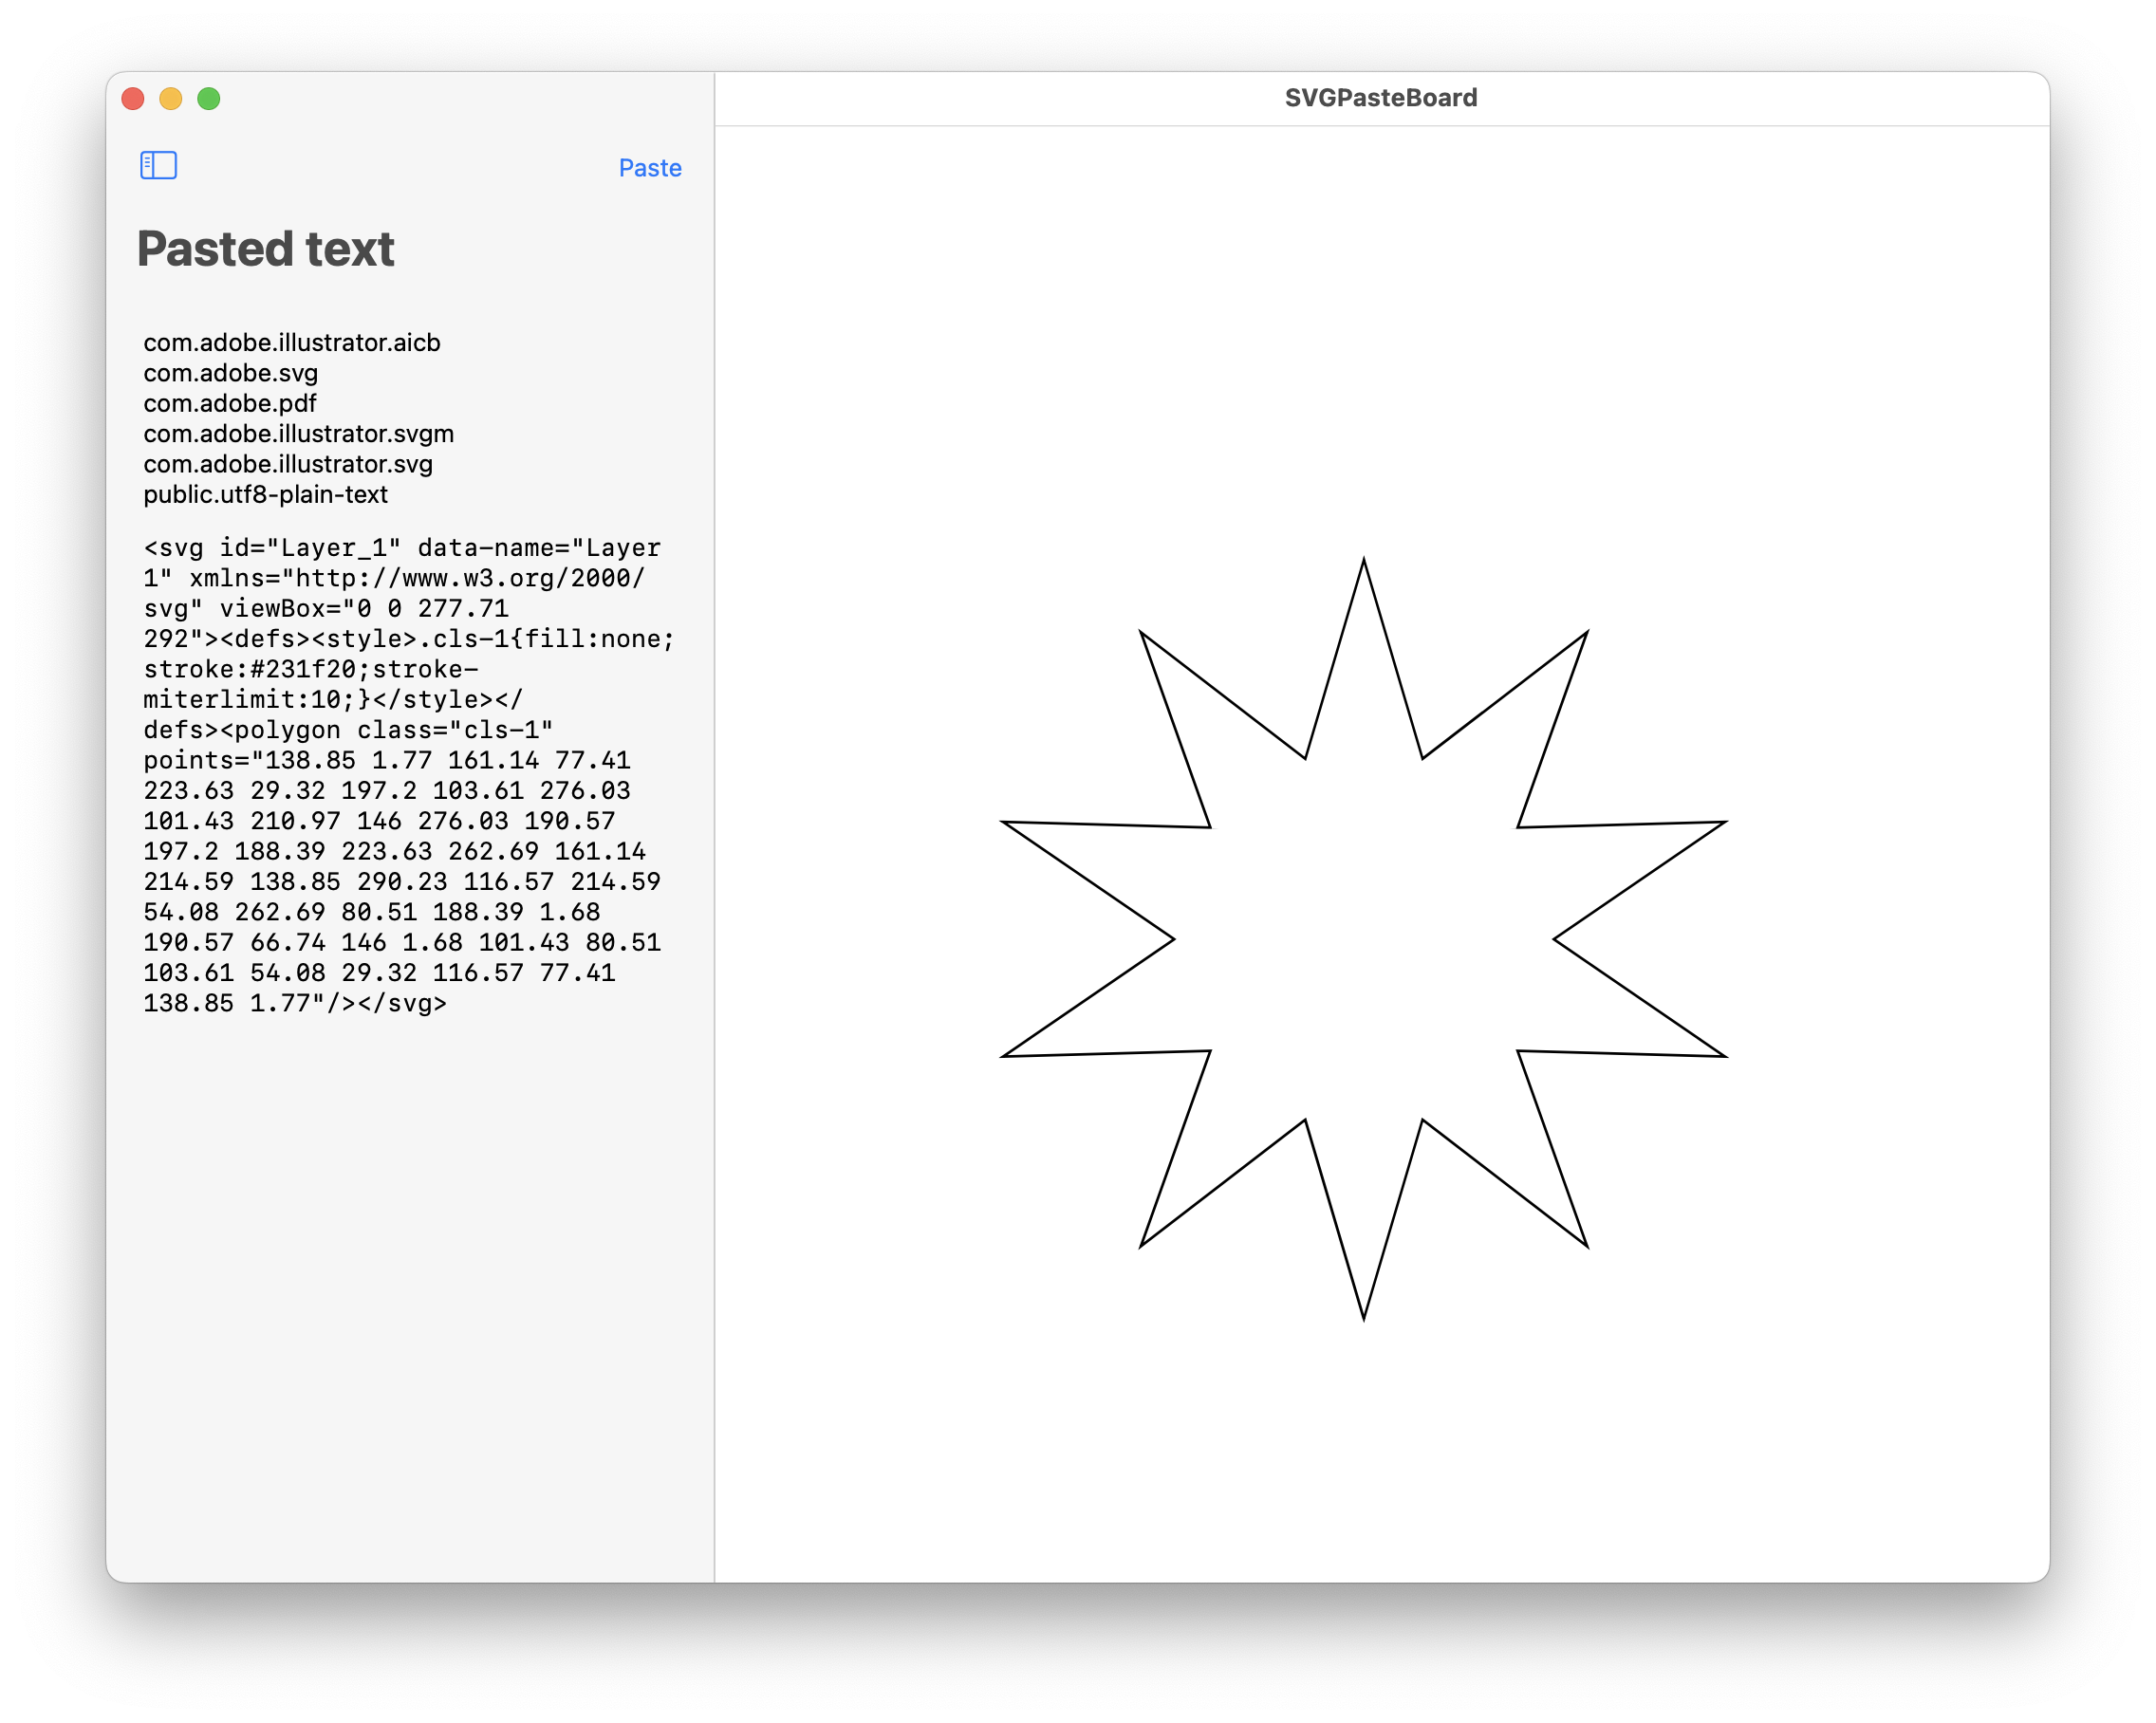 SVGPasteBoard
Paste
Pasted text
com.adobe.illustrator.aicb
com.adobe.svg
com.adobe.pdf
com.adobe.illustrator.svgm
com.adobe.illustrator.svg
public.utf8-plain-text
<svg id="Layer_1" data-name="Layer
1" xmlns="http://www.w3.org/2000/
svg" viewBox="0 0 277.71
292"><defs><style>.cls-1{fill:none;
stroke:#231f20;stroke-
miterlimit:10;}</style></
defs><polygon class="cls-1"
points="138.85 1.77 161.14 77.41
223.63 29.32 197.2 103.61 276.03
101.43 210.97 146 276.03 190.57
197.2 188.39 223.63 262.69 161.14
214.59 138.85 290.23 116.57 214.59
54.08 262.69 80.51 188.39 1.68
190.57 66.74 146 1.68 101.43 80.51
103.61 54.08 29.32 116.57 77.41
138.85 1.77"/></svg>